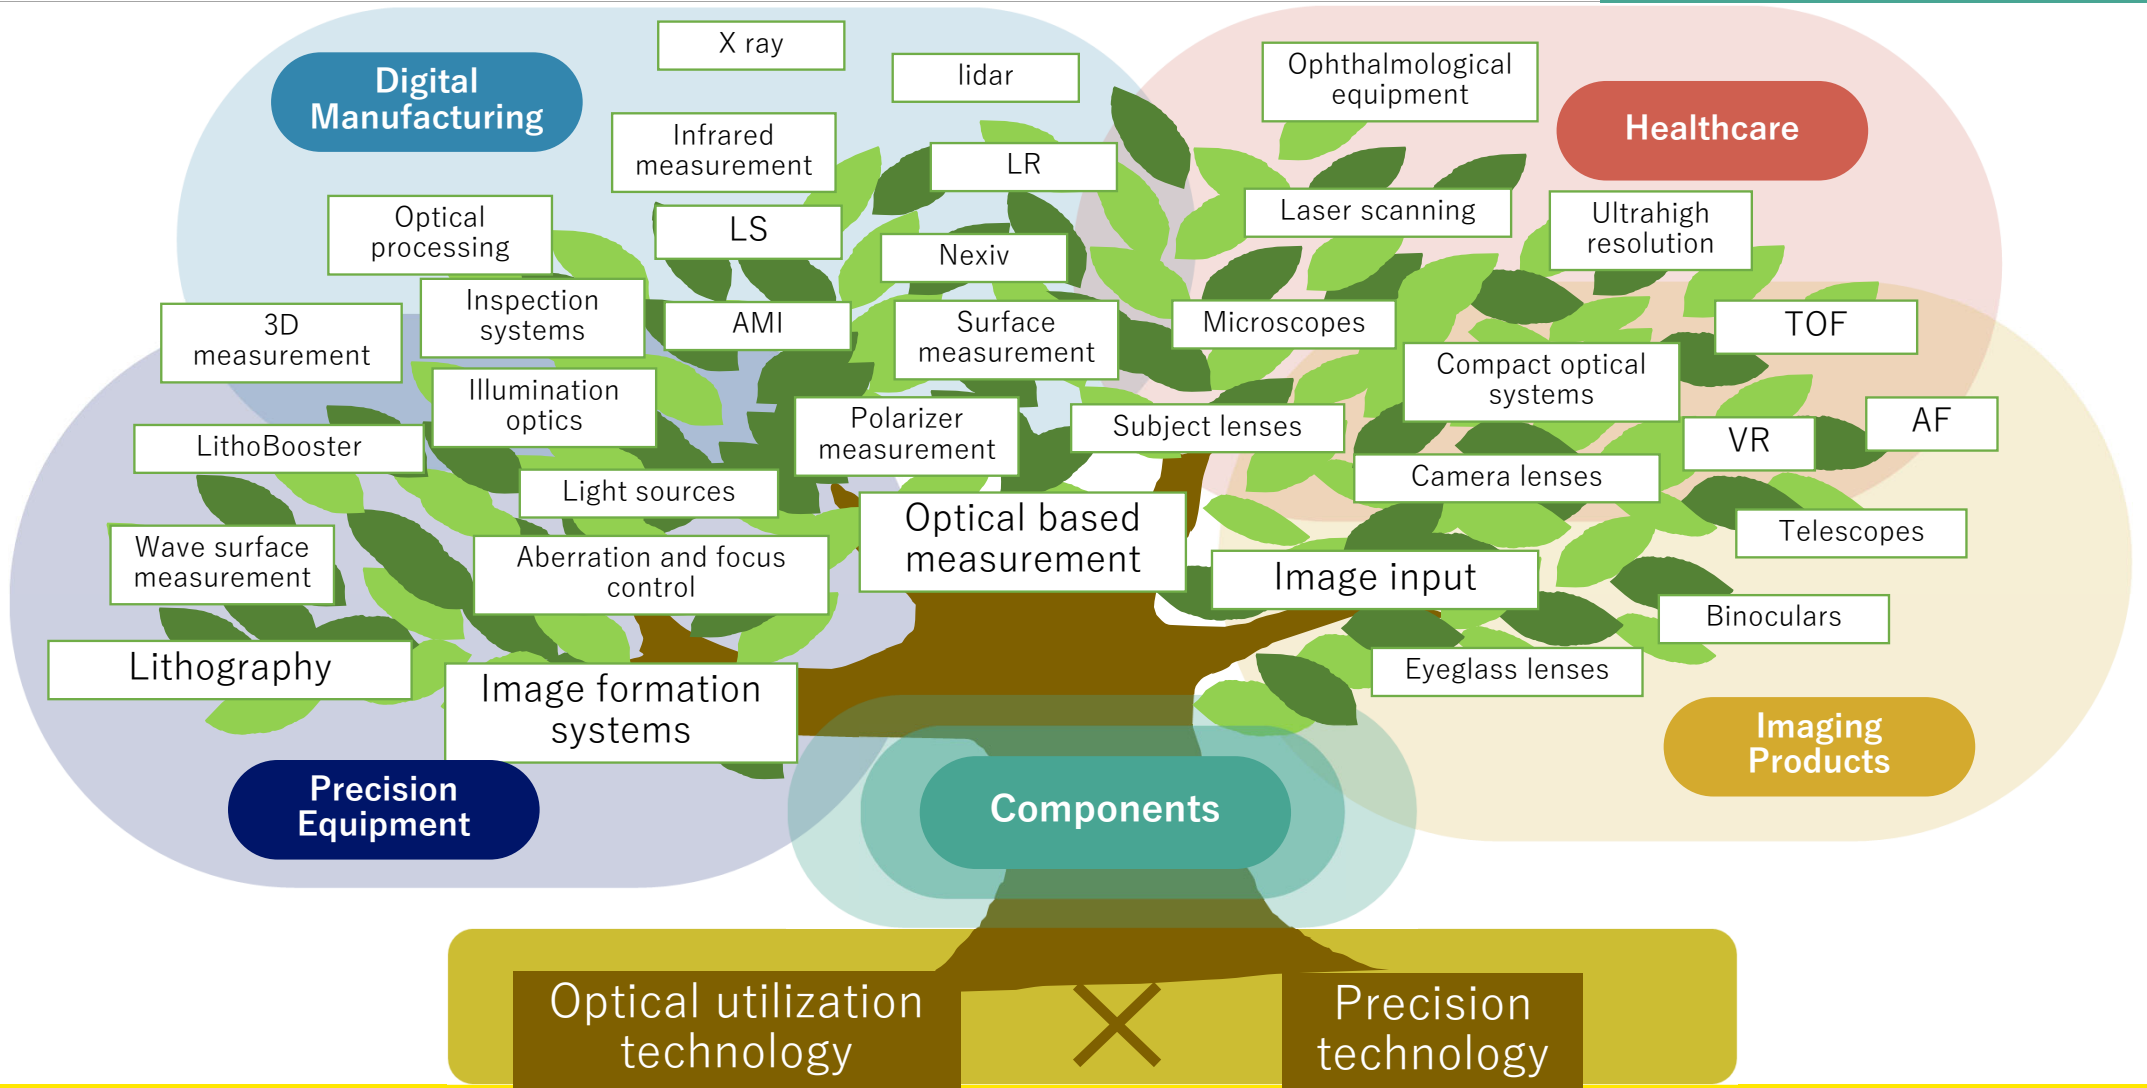 X ray
lidar
Ophthalmological
equipment
Digital
Manufacturing
Healthcare
Infrared
measurement
LR
Optical
processing
LS
Laser scanning
Ultrahigh
resolution
Nexiv
3D
measurement
Inspection
systems
AMI
Surface
measurement
Microscopes
TOF
Compact optical
systems
Illumination
optics
Polarizer
measurement
Subject lenses
VR
AF
LithoBooster
Light sources
Camera lenses
Optical based
measurement
Telescopes
Wave surface
measurement
Aberration and focus
control
Image input
Binoculars
Lithography
Image formation
systems
Eyeglass lenses
Imaging
Products
Precision
Equipment
Components
Optical utilization
technology
Precision
technology